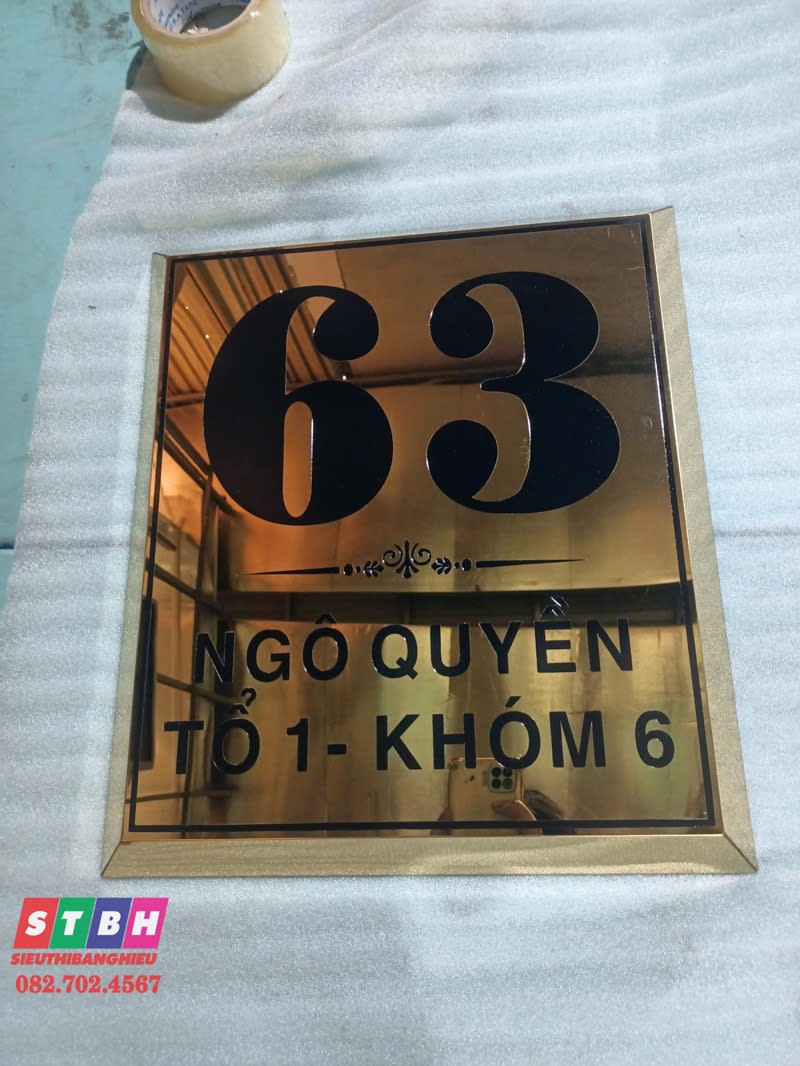 63
NGÔ QUYỀN
TỔ 1- KHÓM 6
STBH
SIEUTHIBANGHIEU
082.702.4567